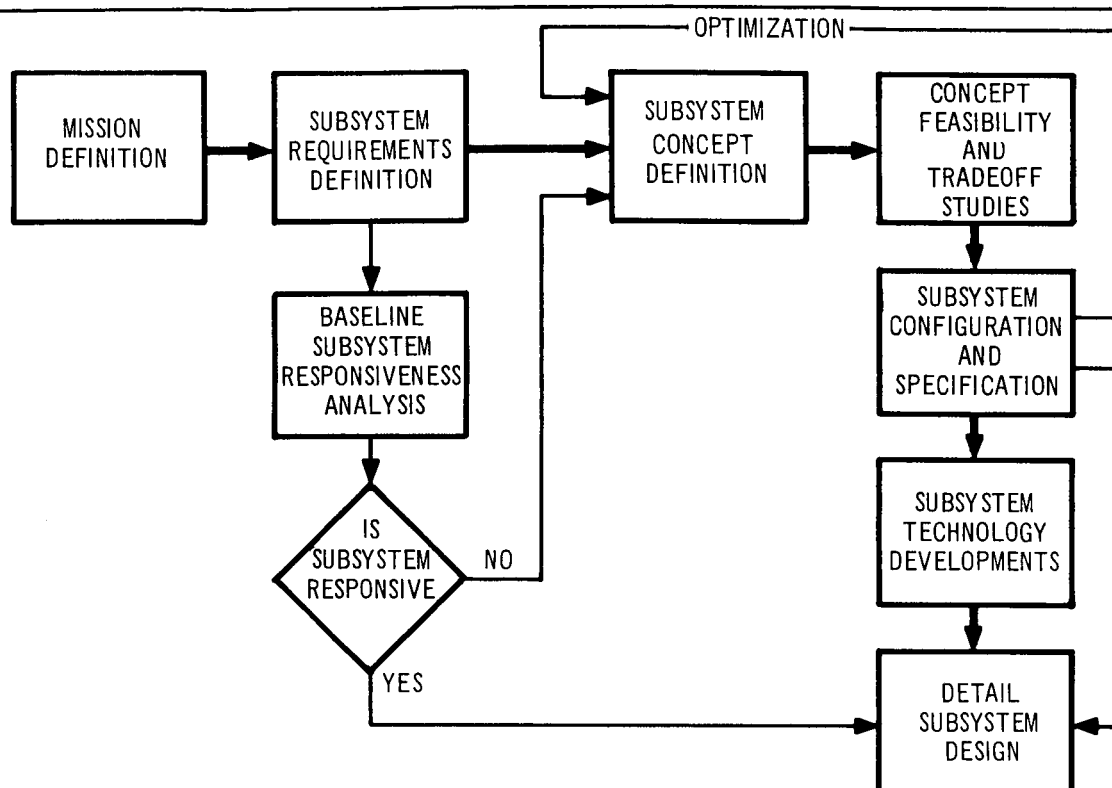 OPTIMIZATION
MISSION
DEFINITION
SUBSYSTEM
REQUIREMENTS
DEFINITION
SUBSYSTEM
CONCEPT
DEFINITION
CONCEPT
FEASIBILITY
AND
TRADEOFF
STUDIES
BASELINE
SUBSYSTEM
RESPONSIVENESS
ANALYSIS
SUBSYSTEM
CONFIGURATION
AND
SPECIFICATION
IS
SUBSYSTEM
RESPONSIVE
NO
YES
SUBSYSTEM
TECHNOLOGY
DEVELOPMENTS
DETAIL
SUBSYSTEM
DESIGN